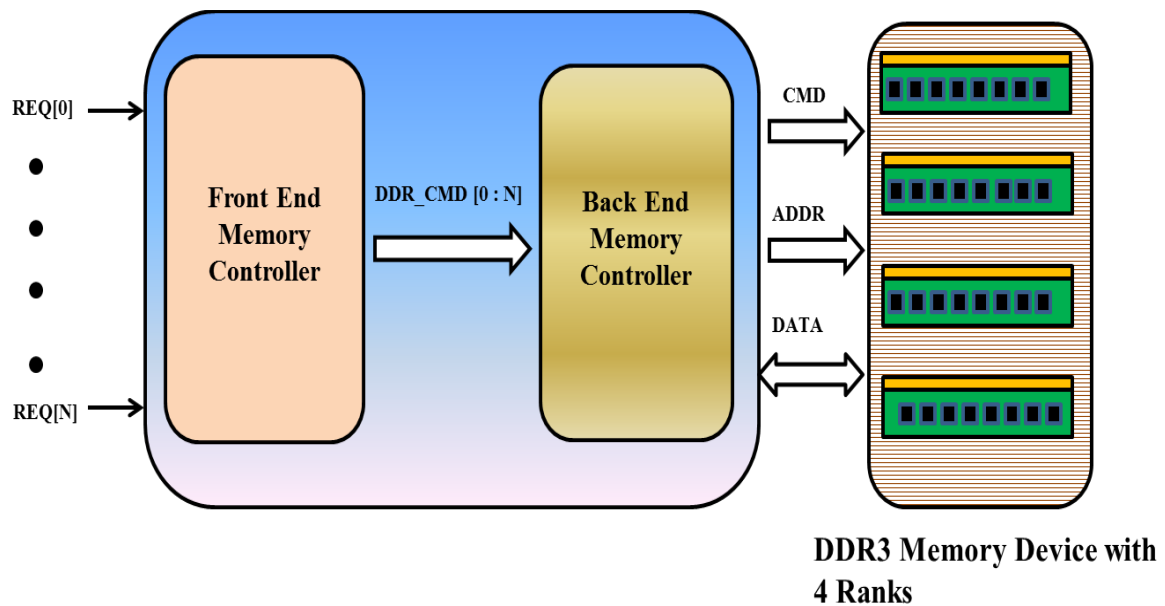 REQ[0]
REQ[N]
Front End
Memory
Controller
DDR_CMD [0 : N]
Back End
Memory
Controller
CMD
ADDR
DATA
DDR3 Memory Device with
4 Ranks